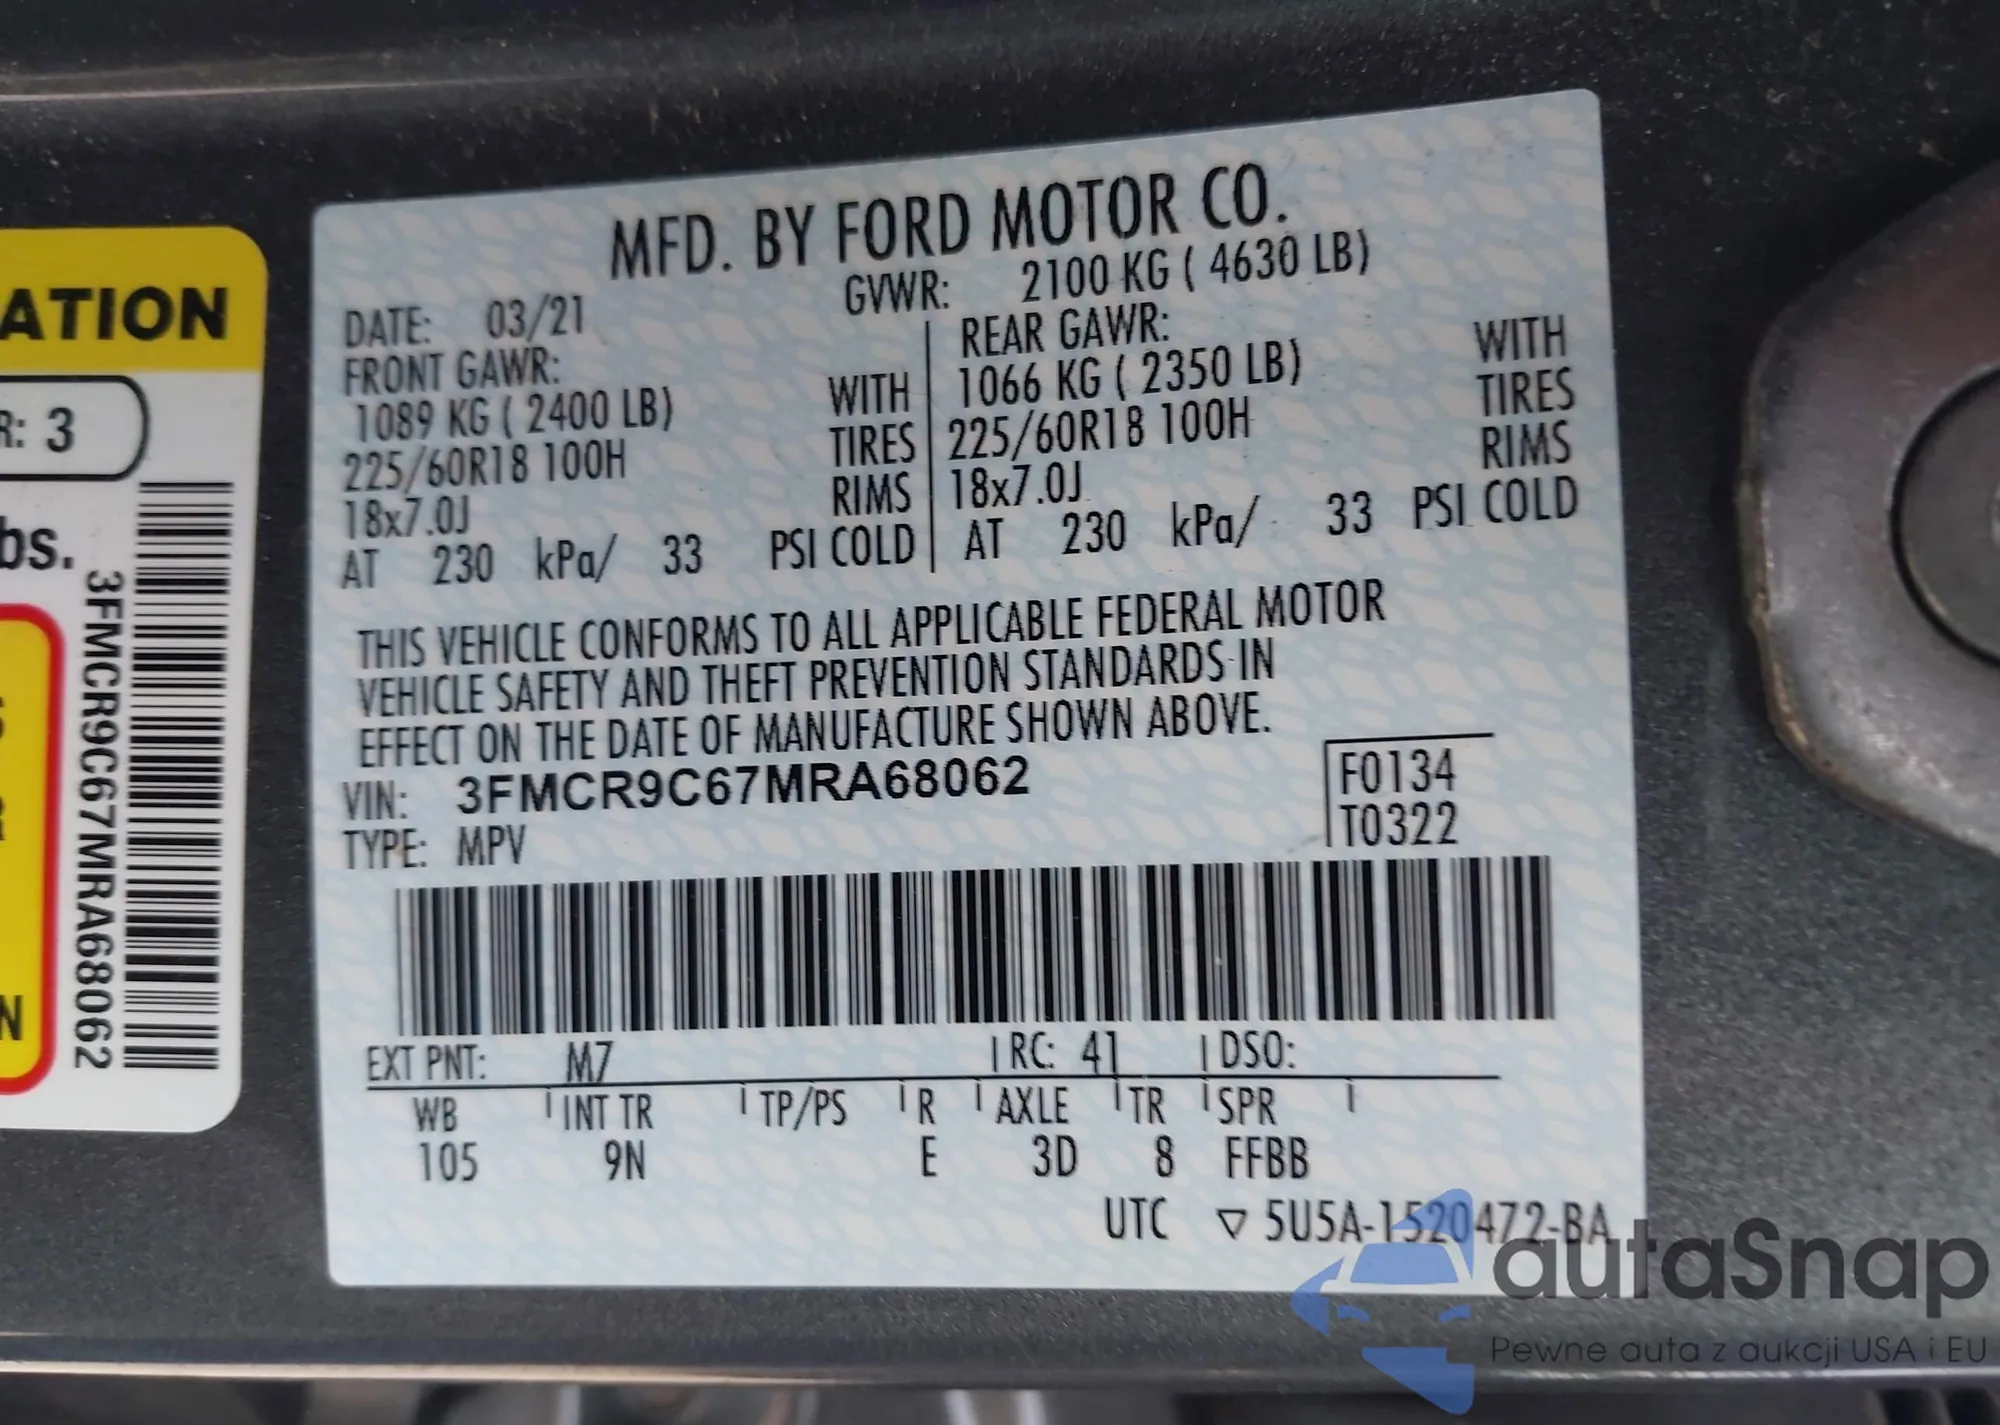 ATION
R: 3
bs.
3FMCR9C67MRA68062
N
MFD. BY FORD MOTOR CO.
DATE: 03/21
GVWR: 2100 KG ( 4630 LB)
FRONT GAWR:
1089 KG ( 2400 LB) WITH
225/60R18 100H TIRES
18x7.0J RIMS
AT 230 kPa/ 33 PSI COLD
REAR GAWR:
1066 KG ( 2350 LB) WITH
225/60R18 100H TIRES
18x7.0J RIMS
AT 230 kPa/ 33 PSI COLD
THIS VEHICLE CONFORMS TO ALL APPLICABLE FEDERAL MOTOR
VEHICLE SAFETY AND THEFT PREVENTION STANDARDS IN
EFFECT ON THE DATE OF MANUFACTURE SHOWN ABOVE.
VIN: 3FMCR9C67MRA68062
TYPE: MPV
F0134
T0322
EXT PNT: M7 RC: 41 DSO:
WB INT TR TP/PS R AXLE TR SPR
105 9N E 3D 8 FFBB
UTC ▽ 5U5A-1520472-BA
autaSnap
Pewne auta z aukcji USA i EU